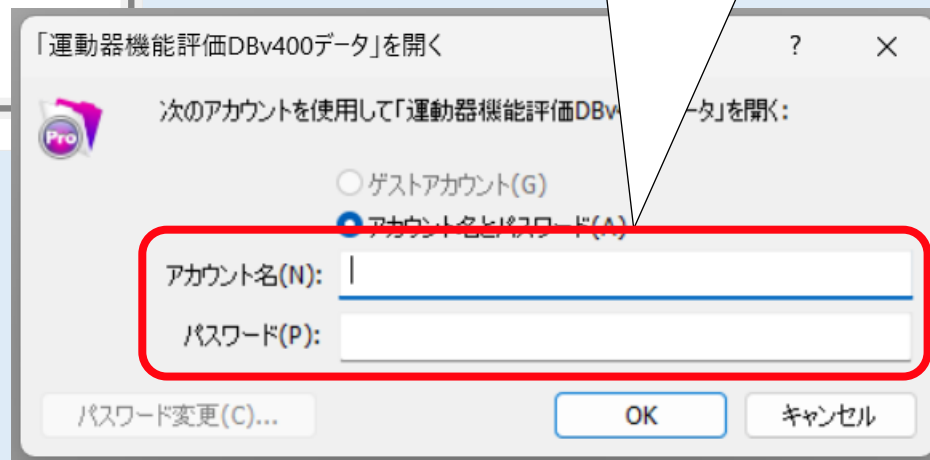 「運動器機能評価DBv400データ」を開く
?
×
Pro
次のアカウントを使用して「運動器機能評価DBv ータ」を開く:
ゲストアカウント(G)
アカウント名とパスワード(A)
アカウント名(N):
パスワード(P):
パスワード変更(C)...
OK
キャンセル